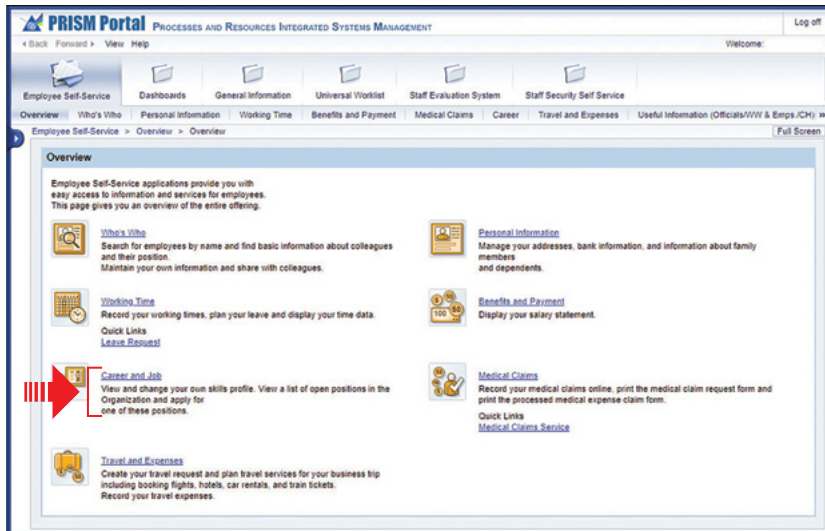 PRISM Portal PROCESSES AND RESOURCES INTEGRATED SYSTEMS MANAGEMENT
Log off
Back Forward View Help
Welcome:
Employee Self-Service Dashboards General Information Universal Worklist Staff Evaluation System Staff Security Self Service
Overview Who's Who Personal Information Working Time Benefits and Payment Medical Claims Career Travel and Expenses Useful Information (Officials/WW & Emps./CH)
Employee Self-Service > Overview > Overview
Full Screen
Overview
Employee Self-Service applications provide you with
easy access to information and services for employees.
This page gives you an overview of the entire offering.
Who's Who
Search for employees by name and find basic information about colleagues
and their position.
Maintain your own information and share with colleagues.
Personal Information
Manage your addresses, bank information, and information about family
members
and dependents.
Working Time
Record your working times, plan your leave and display your time data.
Quick Links
Leave Request
Benefits and Payment
Display your salary statement.
Career and Job
View and change your own skills profile. View a list of open positions in the
Organization and apply for
one of these positions.
Medical Claims
Record your medical claims online, print the medical claim request form and
print the processed medical expense claim form.
Quick Links
Medical Claims Service
Travel and Expenses
Create your travel request and plan travel services for your business trip
including booking flights, hotels, car rentals, and train tickets.
Record your travel expenses.